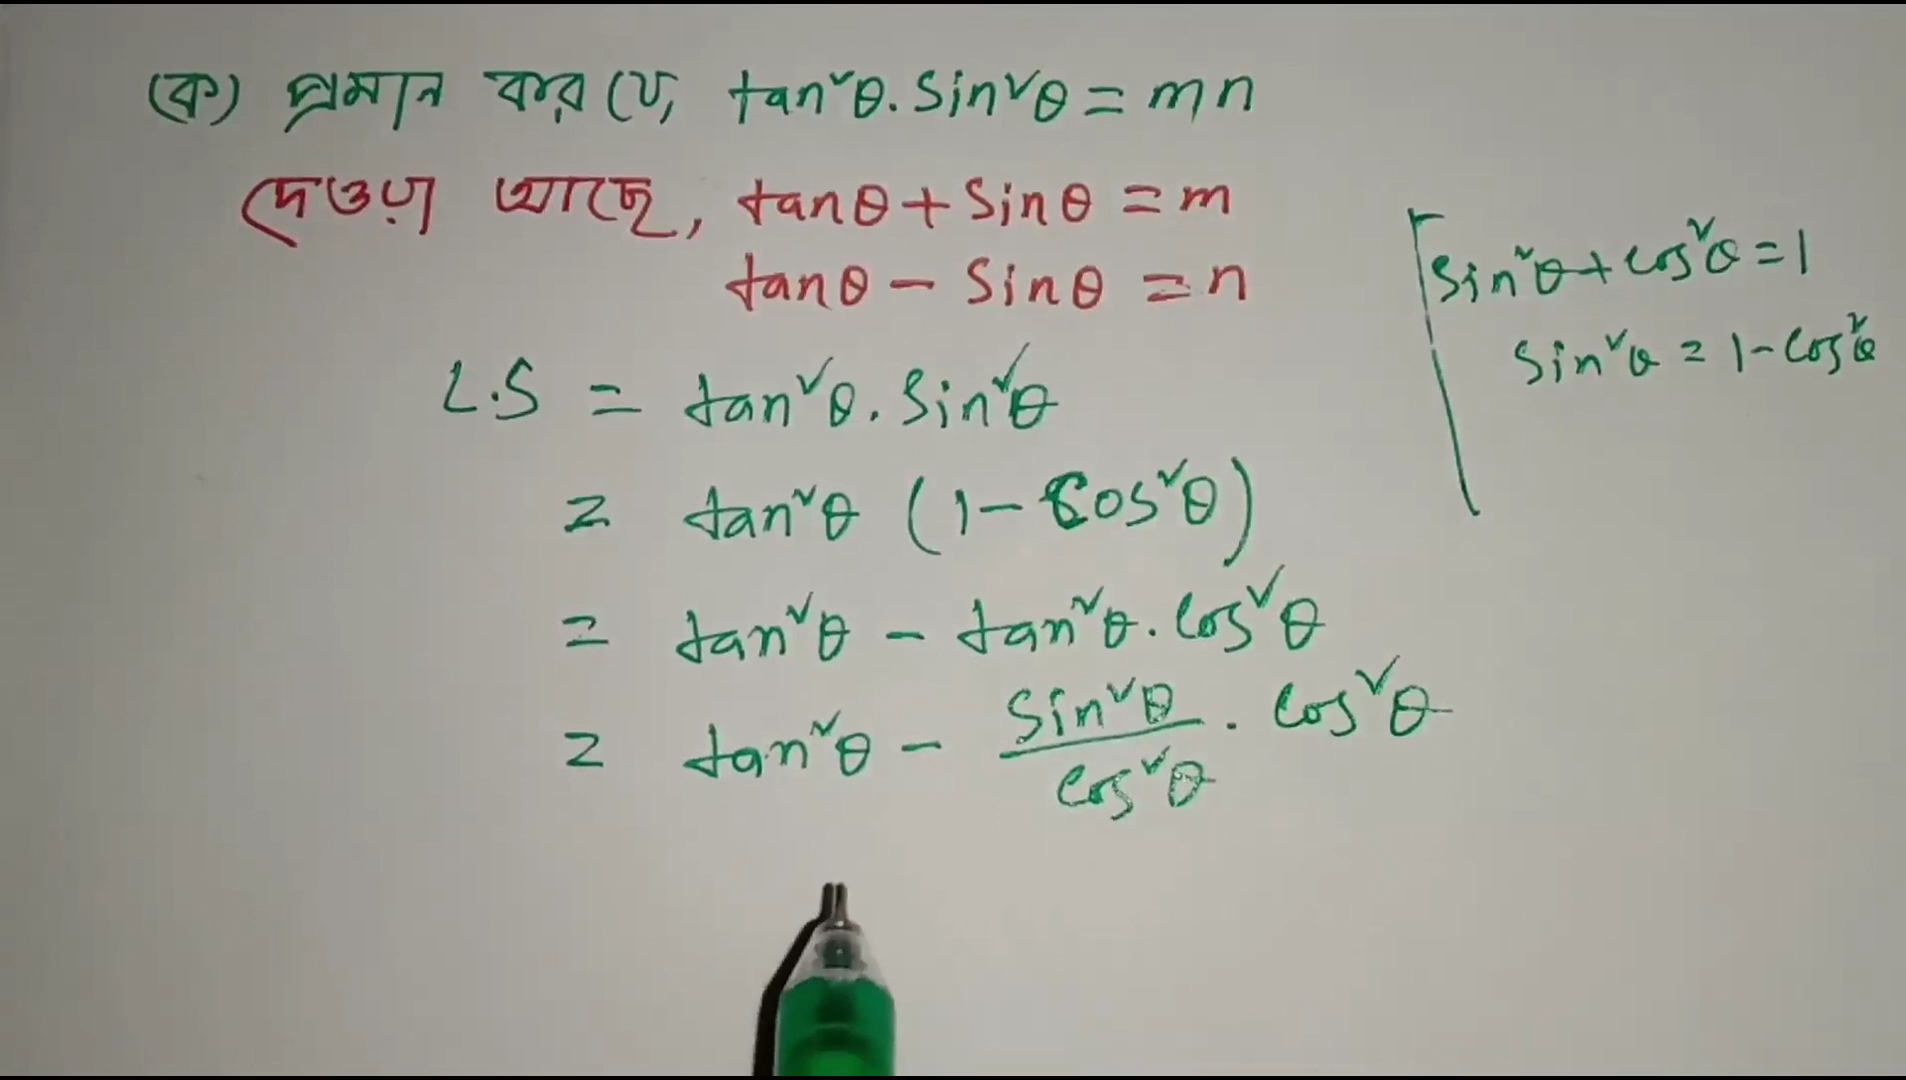 (ক) প্রমান কর যে, tan²θ. Sin²θ = mn
দেওয়া আছে, tanθ + Sinθ = m
tanθ - Sinθ = n
L.S = tan²θ. Sin²θ
= tan²θ (1 - Cos²θ)
= tan²θ - tan²θ. Cos²θ
= tan²θ - Sin²θ/Cos²θ . Cos²θ
Sin²θ + Cos²θ = 1
Sin²θ = 1 - Cos²θ